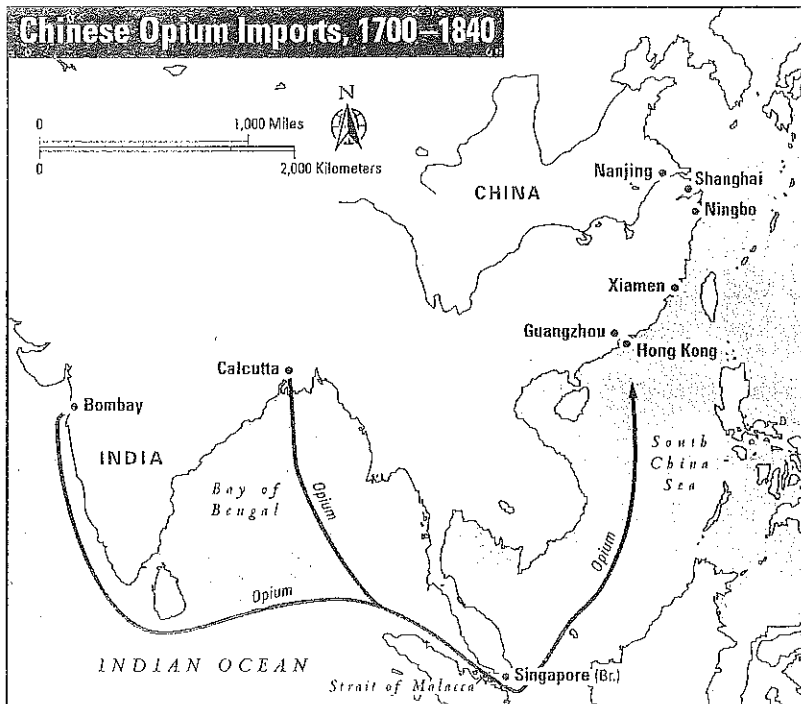 Chinese Opium Imports, 1700–1840
N
0 1,000 Miles
0 2,000 Kilometers
CHINA
Nanjing
Shanghai
Ningbo
Xiamen
Guangzhou
Hong Kong
Calcutta
Bombay
INDIA
Bay of
Bengal
South
China
Sea
Opium
Opium
Opium
INDIAN OCEAN
Strait of Malacca
Singapore (Br.)